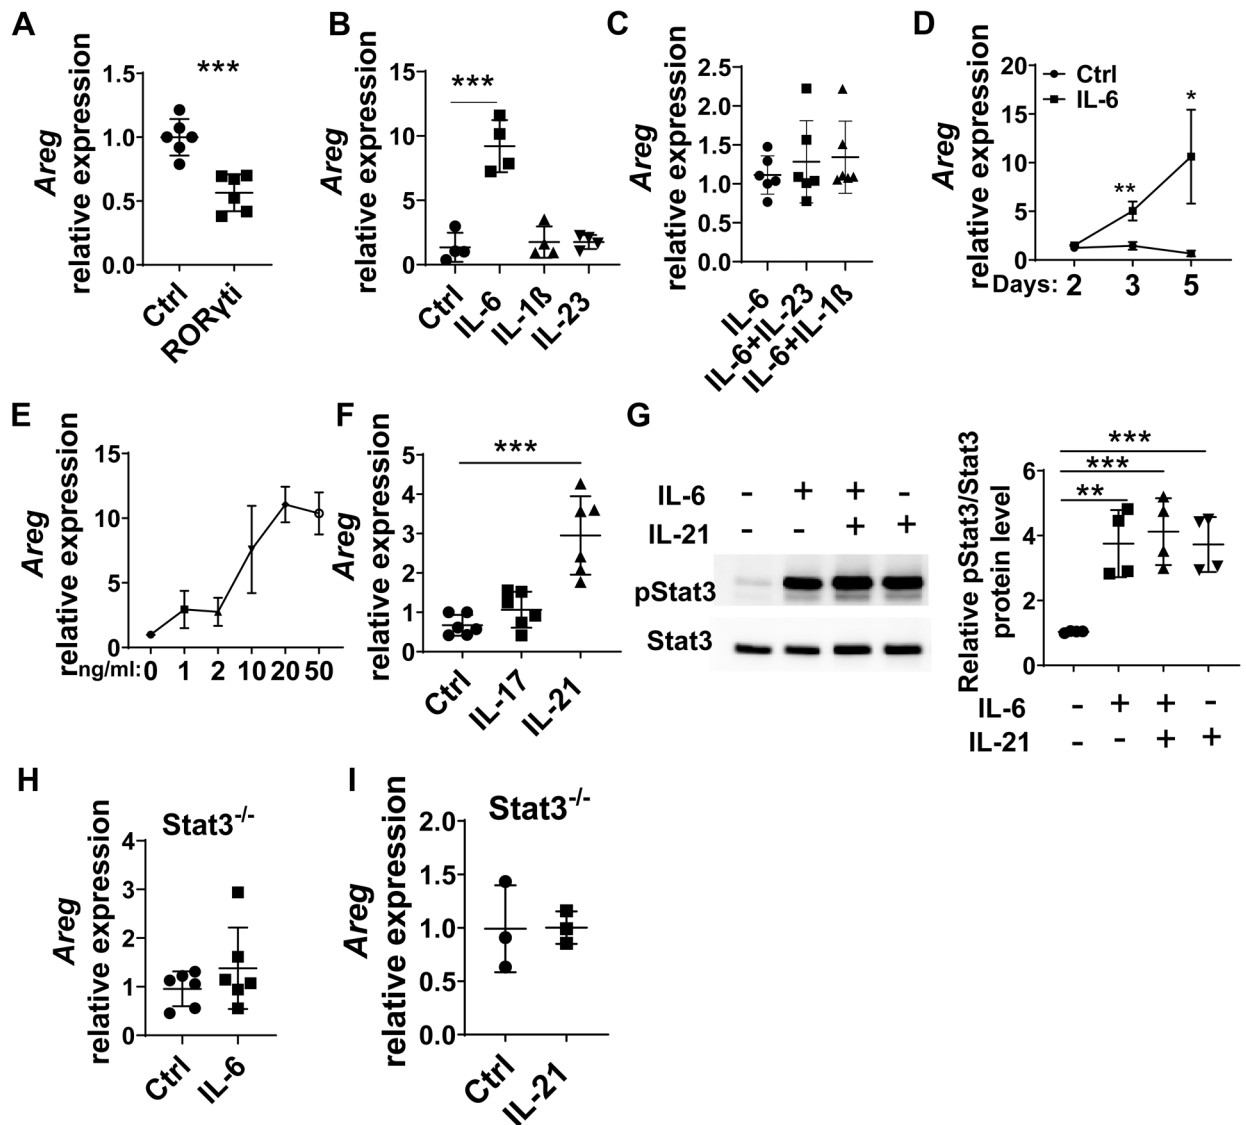 A
Areg
relative expression
***
1.5
1.0
0.5
0.0
Ctrl
RORγti
B
Areg
relative expression
***
15
10
5
0
Ctrl
IL-6
IL-1ß
IL-23
C
Areg
relative expression
2.5
2.0
1.5
1.0
0.5
0.0
IL-6
IL-6+IL-23
IL-6+IL-1ß
D
Areg
relative expression
20
15
10
5
0
Ctrl
IL-6
**
*
Days: 2 3 5
E
Areg
relative expression
15
10
5
0
ng/ml: 0 1 2 10 20 50
F
Areg
relative expression
***
5
4
3
2
1
0
Ctrl
IL-17
IL-21
G
IL-6 - + + -
IL-21 - - + +
pStat3
Stat3
Relative pStat3/Stat3
protein level
***
***
**
6
4
2
0
IL-6 - + + -
IL-21 - - + +
H
Stat3-/-
Areg
relative expression
4
3
2
1
0
Ctrl
IL-6
I
Stat3-/-
Areg
relative expression
2.0
1.5
1.0
0.5
0.0
Ctrl
IL-21